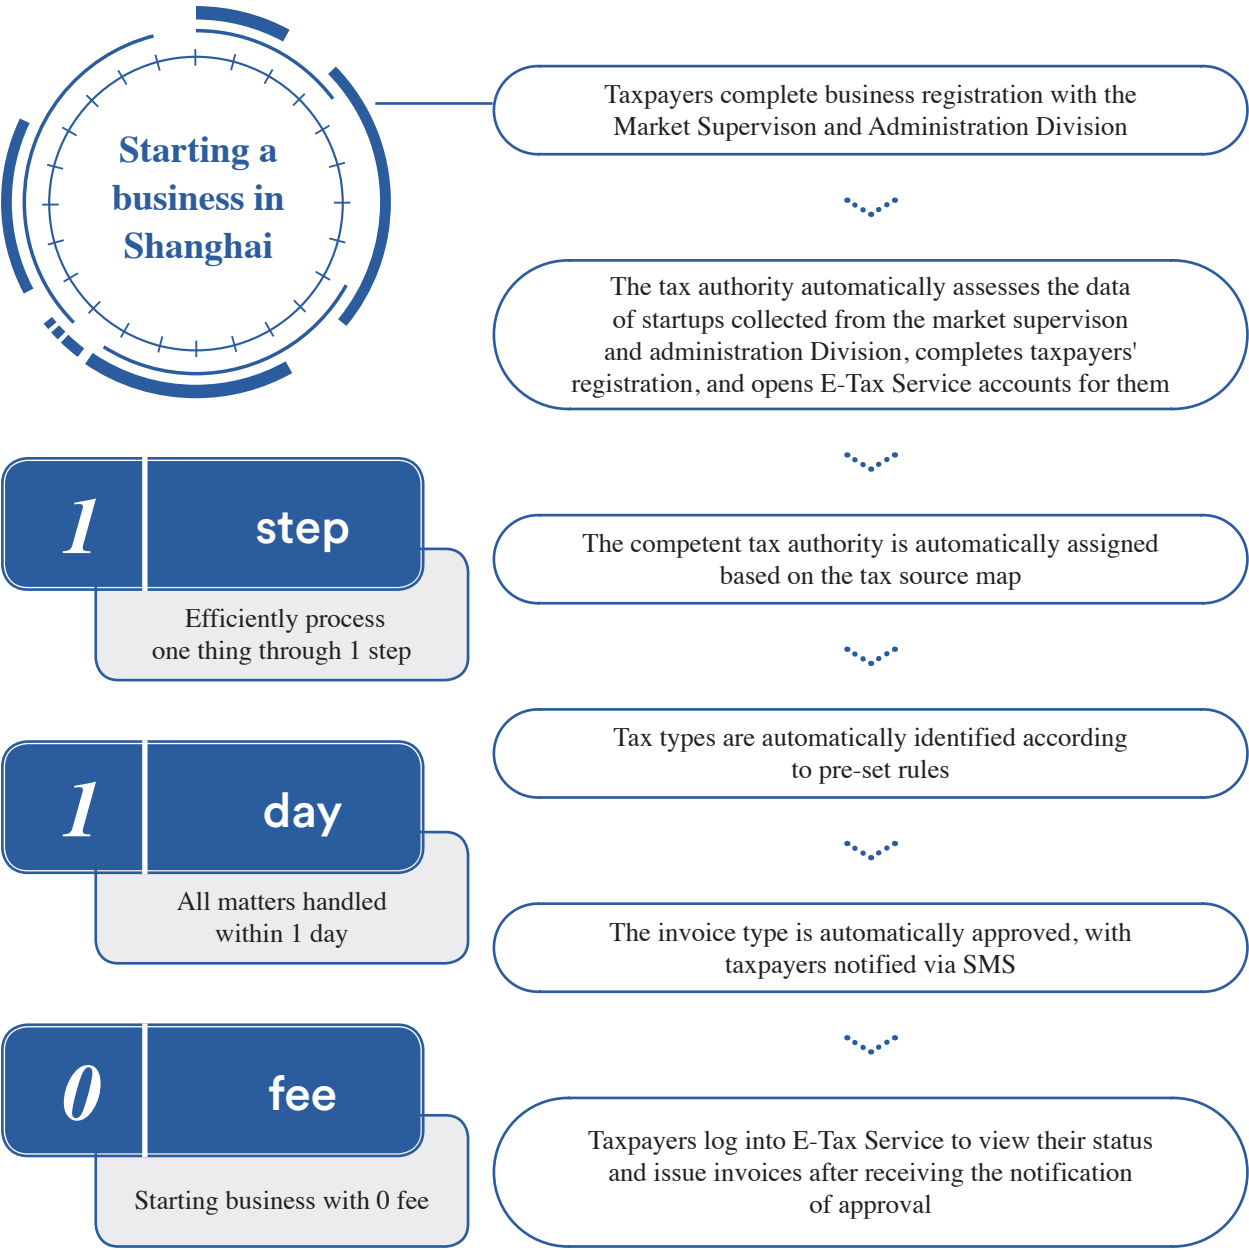 Starting a
business in
Shanghai
Taxpayers complete business registration with the
Market Supervison and Administration Division
The tax authority automatically assesses the data
of startups collected from the market supervison
and administration Division, completes taxpayers'
registration, and opens E-Tax Service accounts for them
The competent tax authority is automatically assigned
based on the tax source map
Tax types are automatically identified according
to pre-set rules
The invoice type is automatically approved, with
taxpayers notified via SMS
Taxpayers log into E-Tax Service to view their status
and issue invoices after receiving the notification
of approval
1 step
Efficiently process
one thing through 1 step
1 day
All matters handled
within 1 day
0 fee
Starting business with 0 fee